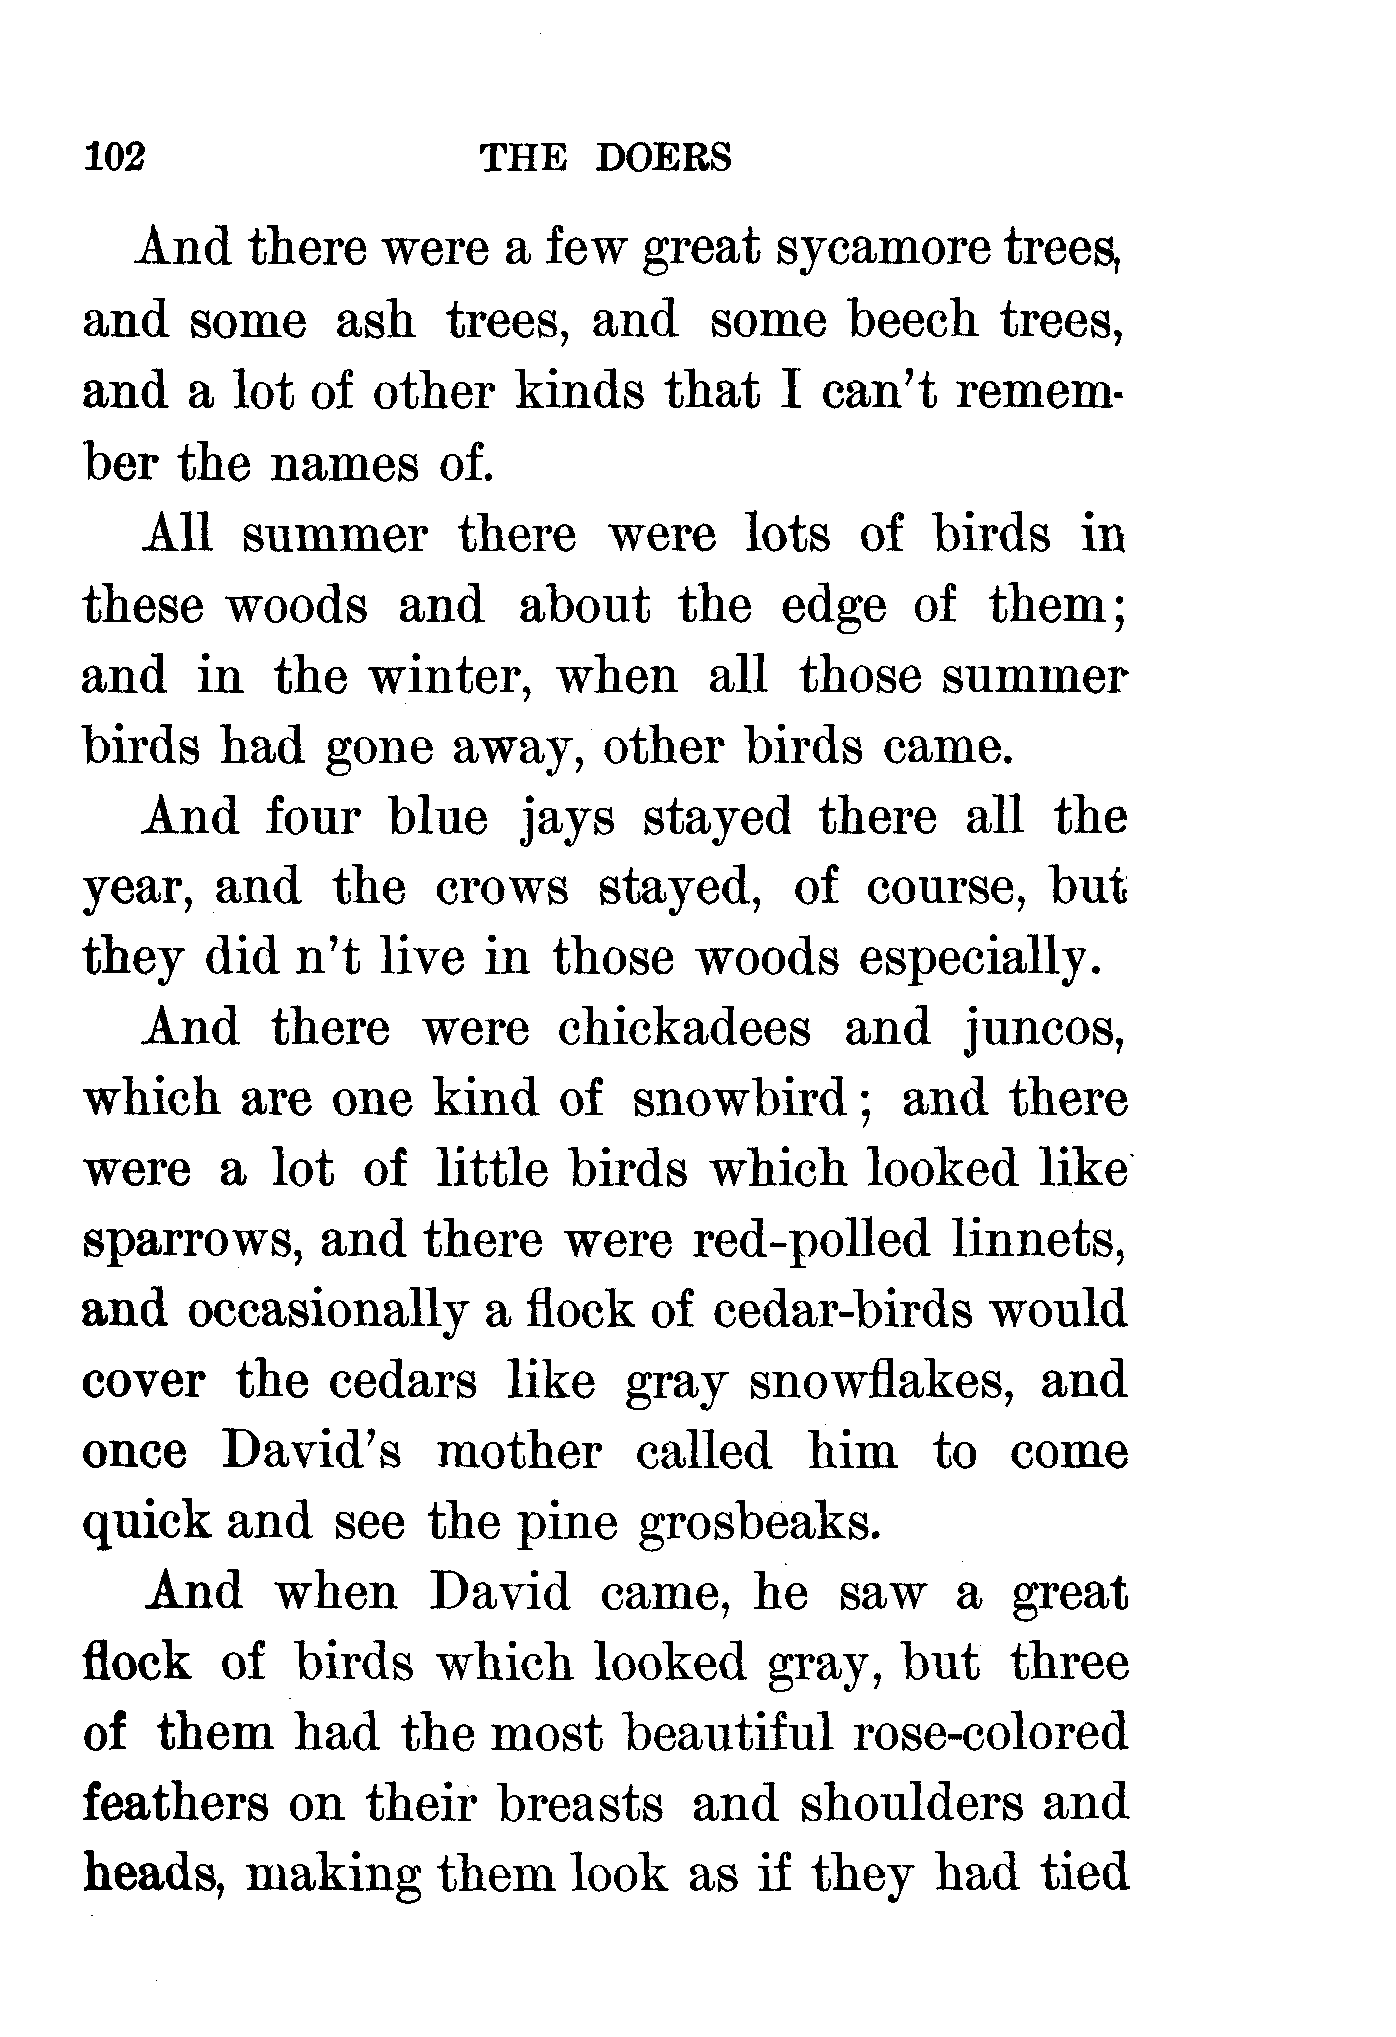 102 THE DOERS
And there were a few great sycamore trees,
and some ash trees, and some beech trees,
and a lot of other kinds that I can't remem-
ber the names of.
All summer there were lots of birds in
these woods and about the edge of them;
and in the winter, when all those summer
birds had gone away, other birds came.
And four blue jays stayed there all the
year, and the crows stayed, of course, but
they did n't live in those woods especially.
And there were chickadees and juncos,
which are one kind of snowbird; and there
were a lot of little birds which looked like
sparrows, and there were red-polled linnets,
and occasionally a flock of cedar-birds would
cover the cedars like gray snowflakes, and
once David's mother called him to come
quick and see the pine grosbeaks.
And when David came, he saw a great
flock of birds which looked gray, but three
of them had the most beautiful rose-colored
feathers on their breasts and shoulders and
heads, making them look as if they had tied